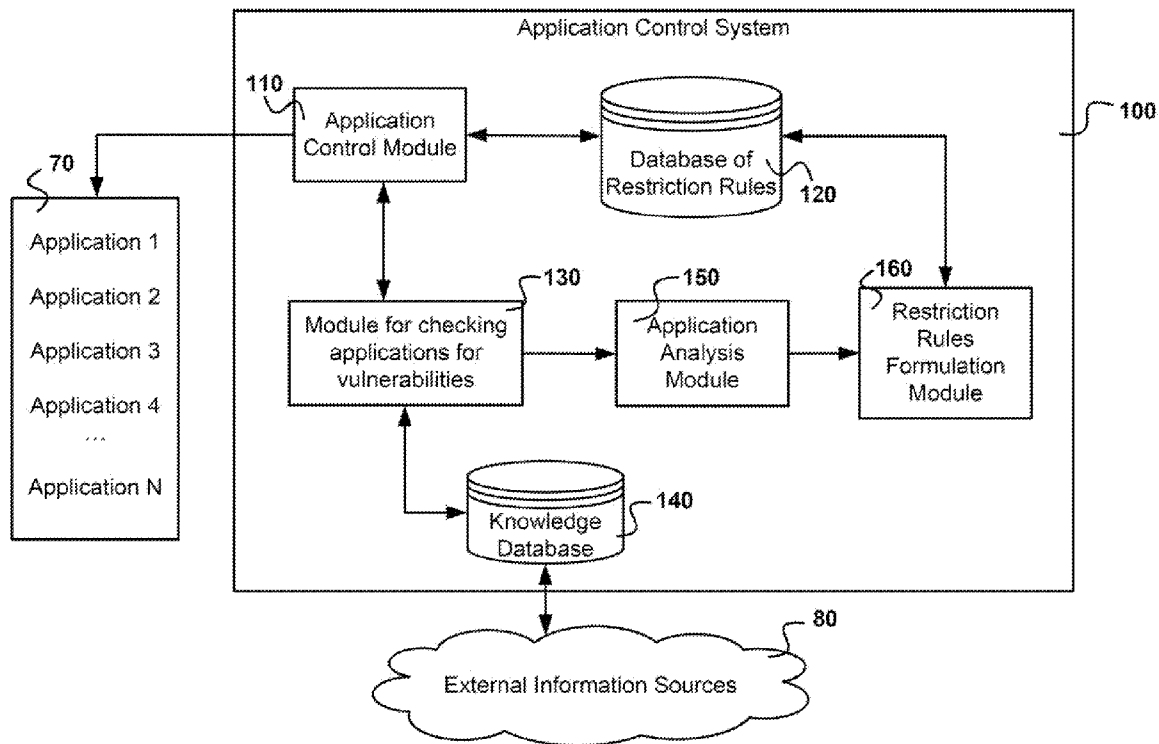 Application Control System
110
Application
Control Module
Database of
Restriction Rules
120
100
70
Application 1
Application 2
Application 3
Application 4
...
Application N
130
Module for checking
applications for
vulnerabilities
150
Application
Analysis
Module
160
Restriction
Rules
Formulation
Module
Knowledge
Database
140
80
External Information Sources